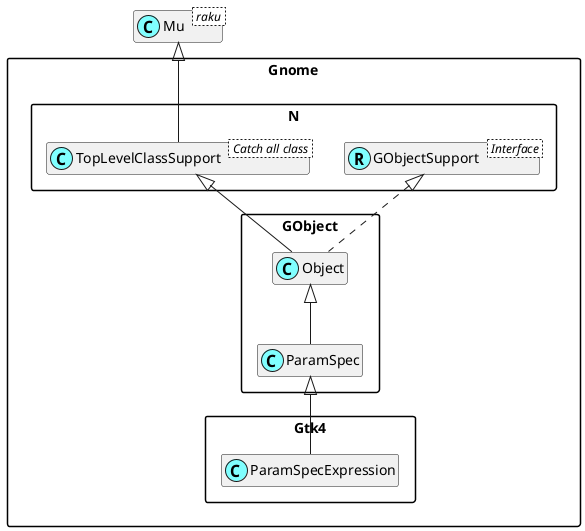 C Mu raku
Gnome
N
C TopLevelClassSupport Catch all class
R GObjectSupport Interface
GObject
C Object
C ParamSpec
Gtk4
C ParamSpecExpression